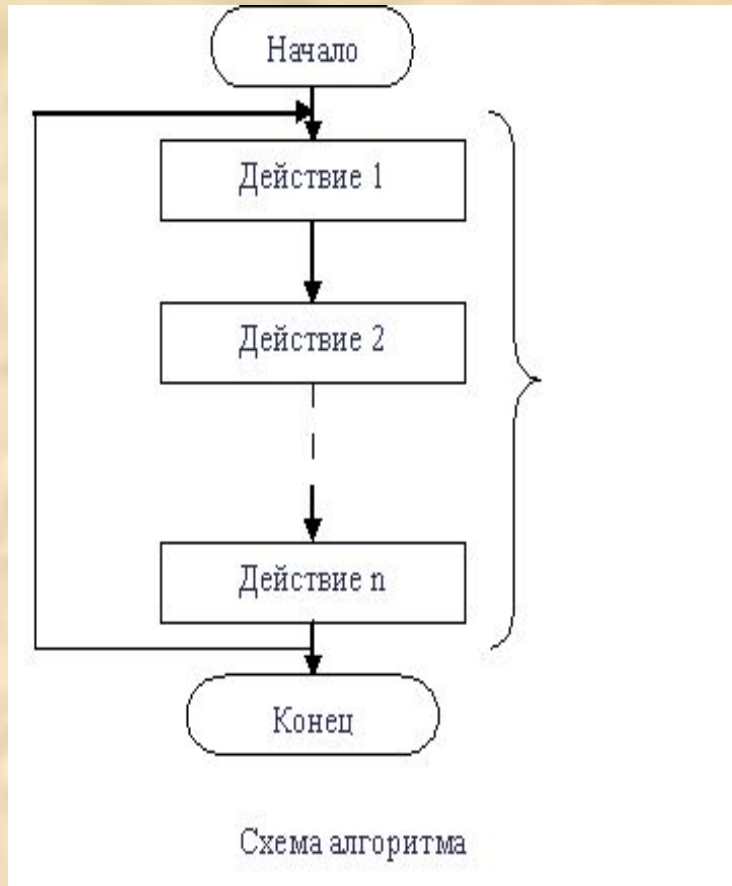 Начало
Действие 1
Действие 2
Действие n
Конец
Схема алгоритма